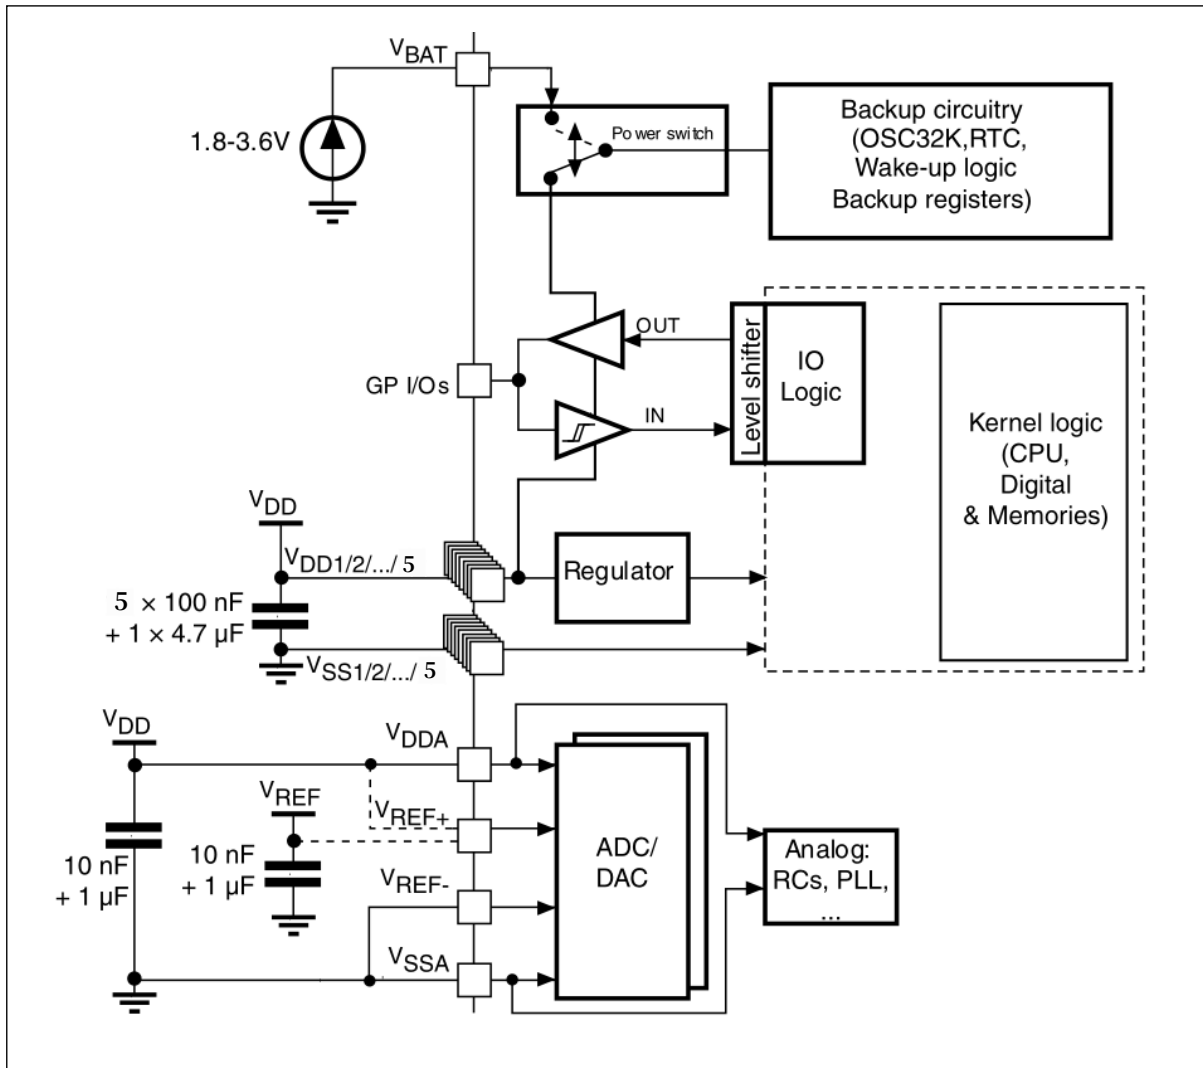 VBAT
1.8-3.6V
Power switch
Backup circuitry
(OSC32K,RTC,
Wake-up logic
Backup registers)
OUT
GP I/Os
IN
Level shifter
IO
Logic
Kernel logic
(CPU,
Digital
& Memories)
VDD
VDD1/2/.../ 5
5 × 100 nF
+ 1 × 4.7 µF
VSS1/2/.../ 5
Regulator
VDD
VDDA
VREF
VREF+
10 nF
+ 1 µF
10 nF
+ 1 µF
VREF-
VSSA
ADC/
DAC
Analog:
RCs, PLL,
...